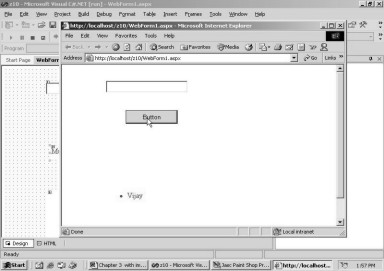 z10 - Microsoft Visual C# .NET [run] - WebForm1.aspx
File Edit View Project Build Debug Format Table Insert Frames Tools Window Help
http://localhost/z10/WebForm1.aspx - Microsoft Internet Explorer
File Edit View Favorites Tools Help
Back Search Favorites Media
Address http://localhost/z10/WebForm1.aspx Go Links »
Program
Start Page WebForm
Button
• Vijay
Done Local intranet
Design HTML
Ready
Start Chapter 3 with im... z10 - Microsoft Vis... Jasc Paint Shop Pr... http://localhost... 1:57 PM